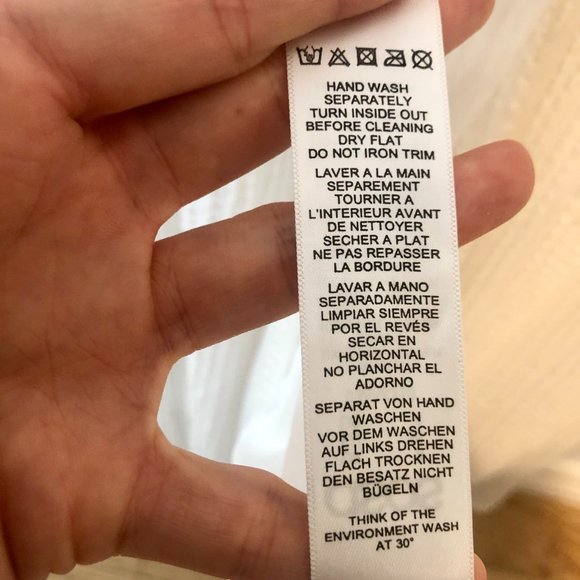 HAND WASH
SEPARATELY
TURN INSIDE OUT
BEFORE CLEANING
DRY FLAT
DO NOT IRON TRIM
LAVER A LA MAIN
SEPAREMENT
TOURNER A
L'INTERIEUR AVANT
DE NETTOYER
SECHER A PLAT
NE PAS REPASSER
LA BORDURE
LAVAR A MANO
SEPARADAMENTE
LIMPIAR SIEMPRE
POR EL REVÉS
SECAR EN
HORIZONTAL
NO PLANCHAR EL
ADORNO
SEPARAT VON HAND
WASCHEN
VOR DEM WASCHEN
AUF LINKS DREHEN
FLACH TROCKNEN
DEN BESATZ NICHT
BÜGELN
THINK OF THE
ENVIRONMENT WASH
AT 30°